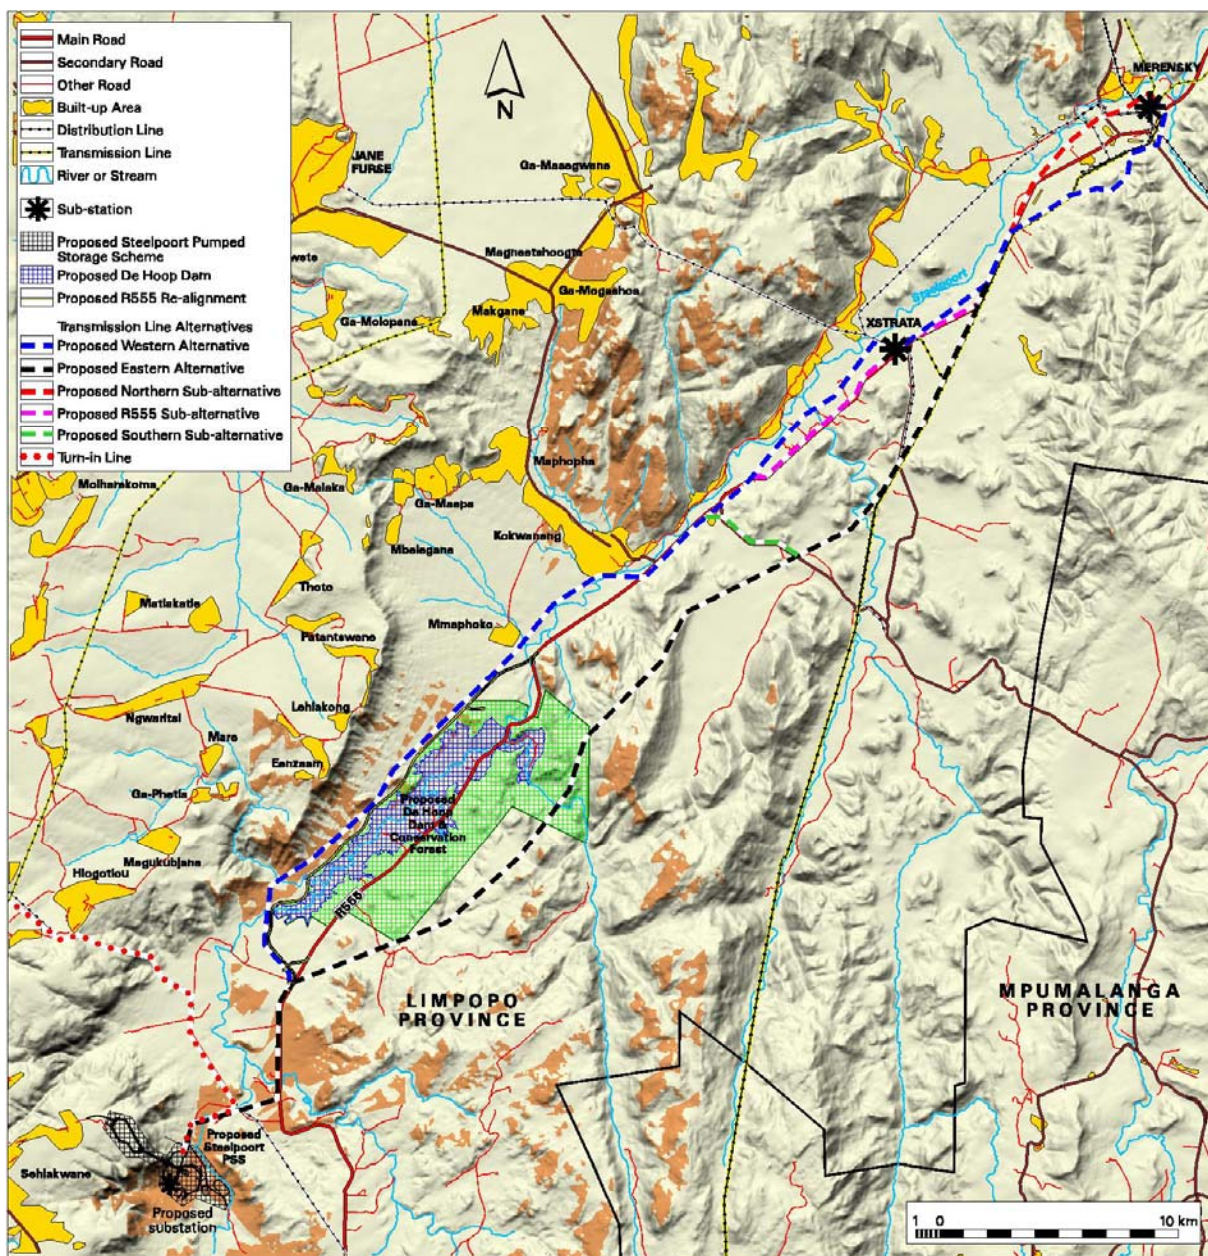 Main Road
Secondary Road
Other Road
Built-up Area
Distribution Line
Transmission Line
River or Stream
Sub-station
Proposed Steelpoort Pumped
Storage Scheme
Proposed De Hoop Dam
Proposed R555 Re-alignment
Transmission Line Alternatives
Proposed Western Alternative
Proposed Eastern Alternative
Proposed Northern Sub-alternative
Proposed R555 Sub-alternative
Proposed Southern Sub-alternative
Turn-in Line
N
MERENSKY
JANE
FURSE
Ga-Masagwana
Magneetshoogte
Ga-Mogashoa
Makgane
Ga-Molopane
Steelpoort
XSTRATA
Maphopha
Ga-Malaka
Ga-Maapa
Kokwaneng
Mbelegane
Thoto
Matlakatle
Patantswane
Mmaphoko
Lehlakong
Ngwaritsi
Mare
Eenzaam
Ga-Phetla
Proposed
De Hoop
Dam &
Conservation
Forest
Magukubjane
Hlogotlou
R555
LIMPOPO
PROVINCE
MPUMALANGA
PROVINCE
Proposed
Steelpoort
PSS
Sehlakwane
Proposed
substation
1 0 10 km